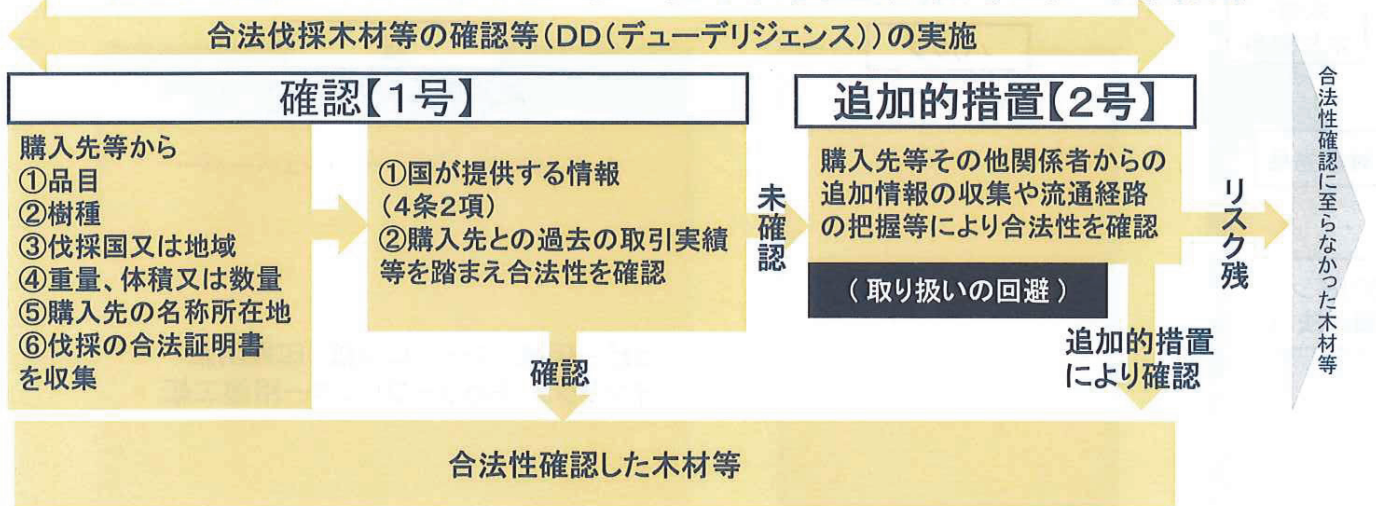 合法伐採木材等の確認等(DD(デューデリジェンス))の実施
確認【1号】
購入先等から
①品目
②樹種
③伐採国又は地域
④重量、体積又は数量
⑤購入先の名称所在地
⑥伐採の合法証明書
を収集
①国が提供する情報
(4条2項)
②購入先との過去の取引実績
等を踏まえ合法性を確認
未確認
確認
追加的措置【2号】
購入先等その他関係者からの
追加情報の収集や流通経路
の把握等により合法性を確認
(取り扱いの回避)
追加的措置
により確認
リスク残
合法性確認に至らなかった木材等
合法性確認した木材等